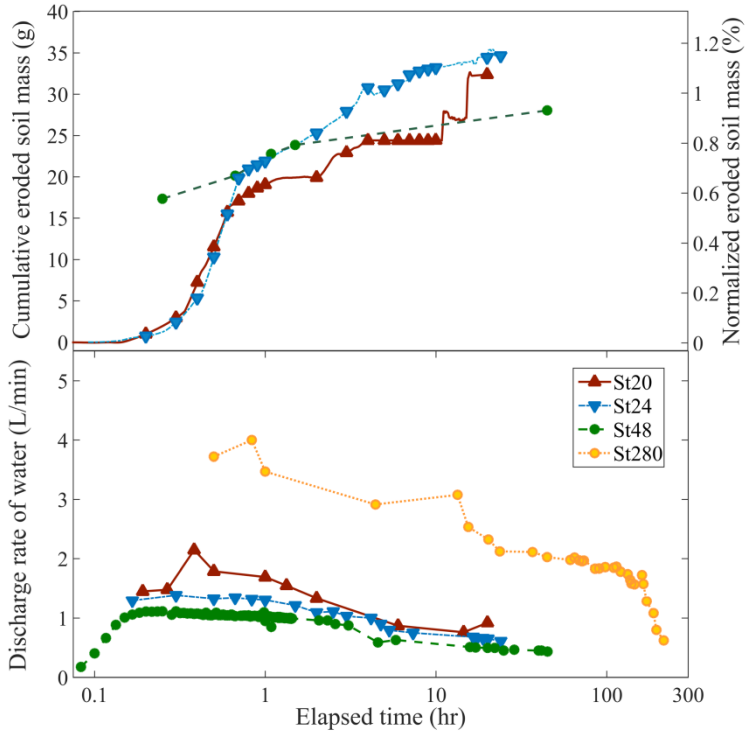 Cumulative eroded soil mass (g)
40
35
30
25
20
15
10
5
0
Normalized eroded soil mass (%)
1.2
1
0.8
0.6
0.4
0.2
0
Discharge rate of water (L/min)
5
4
3
2
1
0
St20
St24
St48
St280
0.1 1 10 100 300
Elapsed time (hr)